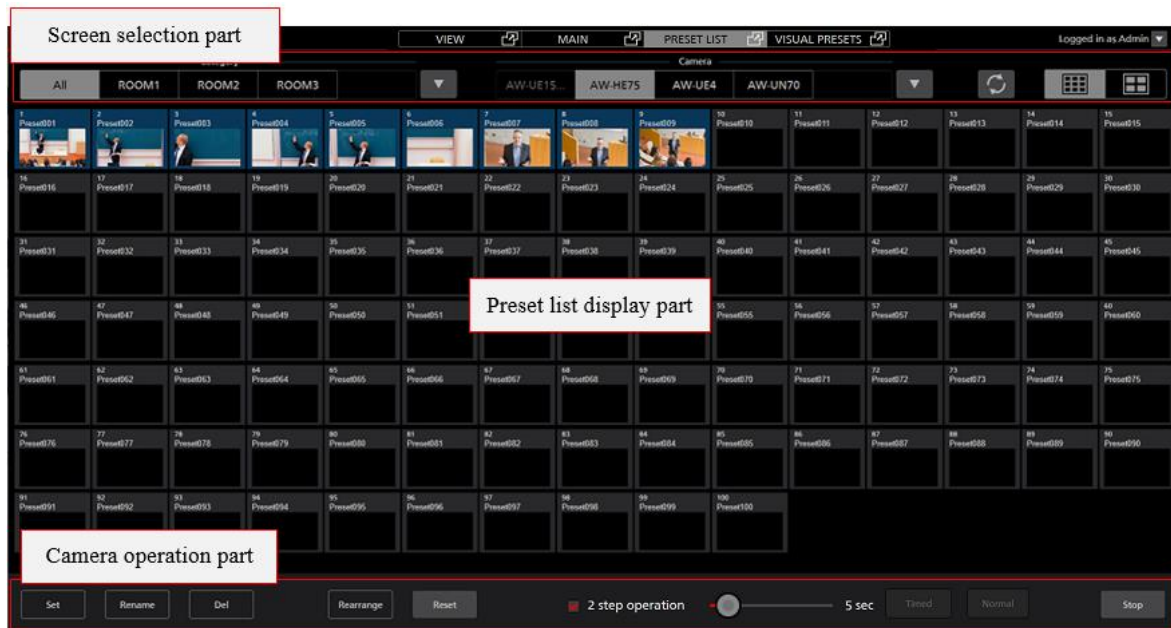 Screen selection part
VIEW MAIN PRESET LIST VISUAL PRESETS Logged in as Admin
Category Camera
All ROOM1 ROOM2 ROOM3 AW-UE15... AW-HE75 AW-UE4 AW-UN70
1 2 3 4 5 6 7 8 9 10 11 12 13 14 15
Preset001 Preset002 Preset003 Preset004 Preset005 Preset006 Preset007 Preset008 Preset009 Preset010 Preset011 Preset012 Preset013 Preset014 Preset015
16 17 18 19 20 21 22 23 24 25 26 27 28 29 30
Preset016 Preset017 Preset018 Preset019 Preset020 Preset021 Preset022 Preset023 Preset024 Preset025 Preset026 Preset027 Preset028 Preset029 Preset030
31 32 33 34 35 36 37 38 39 40 41 42 43 44 45
Preset031 Preset032 Preset033 Preset034 Preset035 Preset036 Preset037 Preset038 Preset039 Preset040 Preset041 Preset042 Preset043 Preset044 Preset045
Preset list display part
46 47 48 49 50 51 55 56 57 58 59 60
Preset046 Preset047 Preset048 Preset049 Preset050 Preset051 Preset055 Preset056 Preset057 Preset058 Preset059 Preset060
61 62 63 64 65 66 67 68 69 70 71 72 73 74 75
Preset061 Preset062 Preset063 Preset064 Preset065 Preset066 Preset067 Preset068 Preset069 Preset070 Preset071 Preset072 Preset073 Preset074 Preset075
76 77 78 79 80 81 82 83 84 85 86 87 88 89 90
Preset076 Preset077 Preset078 Preset079 Preset080 Preset081 Preset082 Preset083 Preset084 Preset085 Preset086 Preset087 Preset088 Preset089 Preset090
91 92 93 94 95 96 97 98 99 100
Preset091 Preset092 Preset093 Preset094 Preset095 Preset096 Preset097 Preset098 Preset099 Preset100
Camera operation part
Set Rename Del Rearrange Reset 2 step operation 5 sec Timed Normal Stop